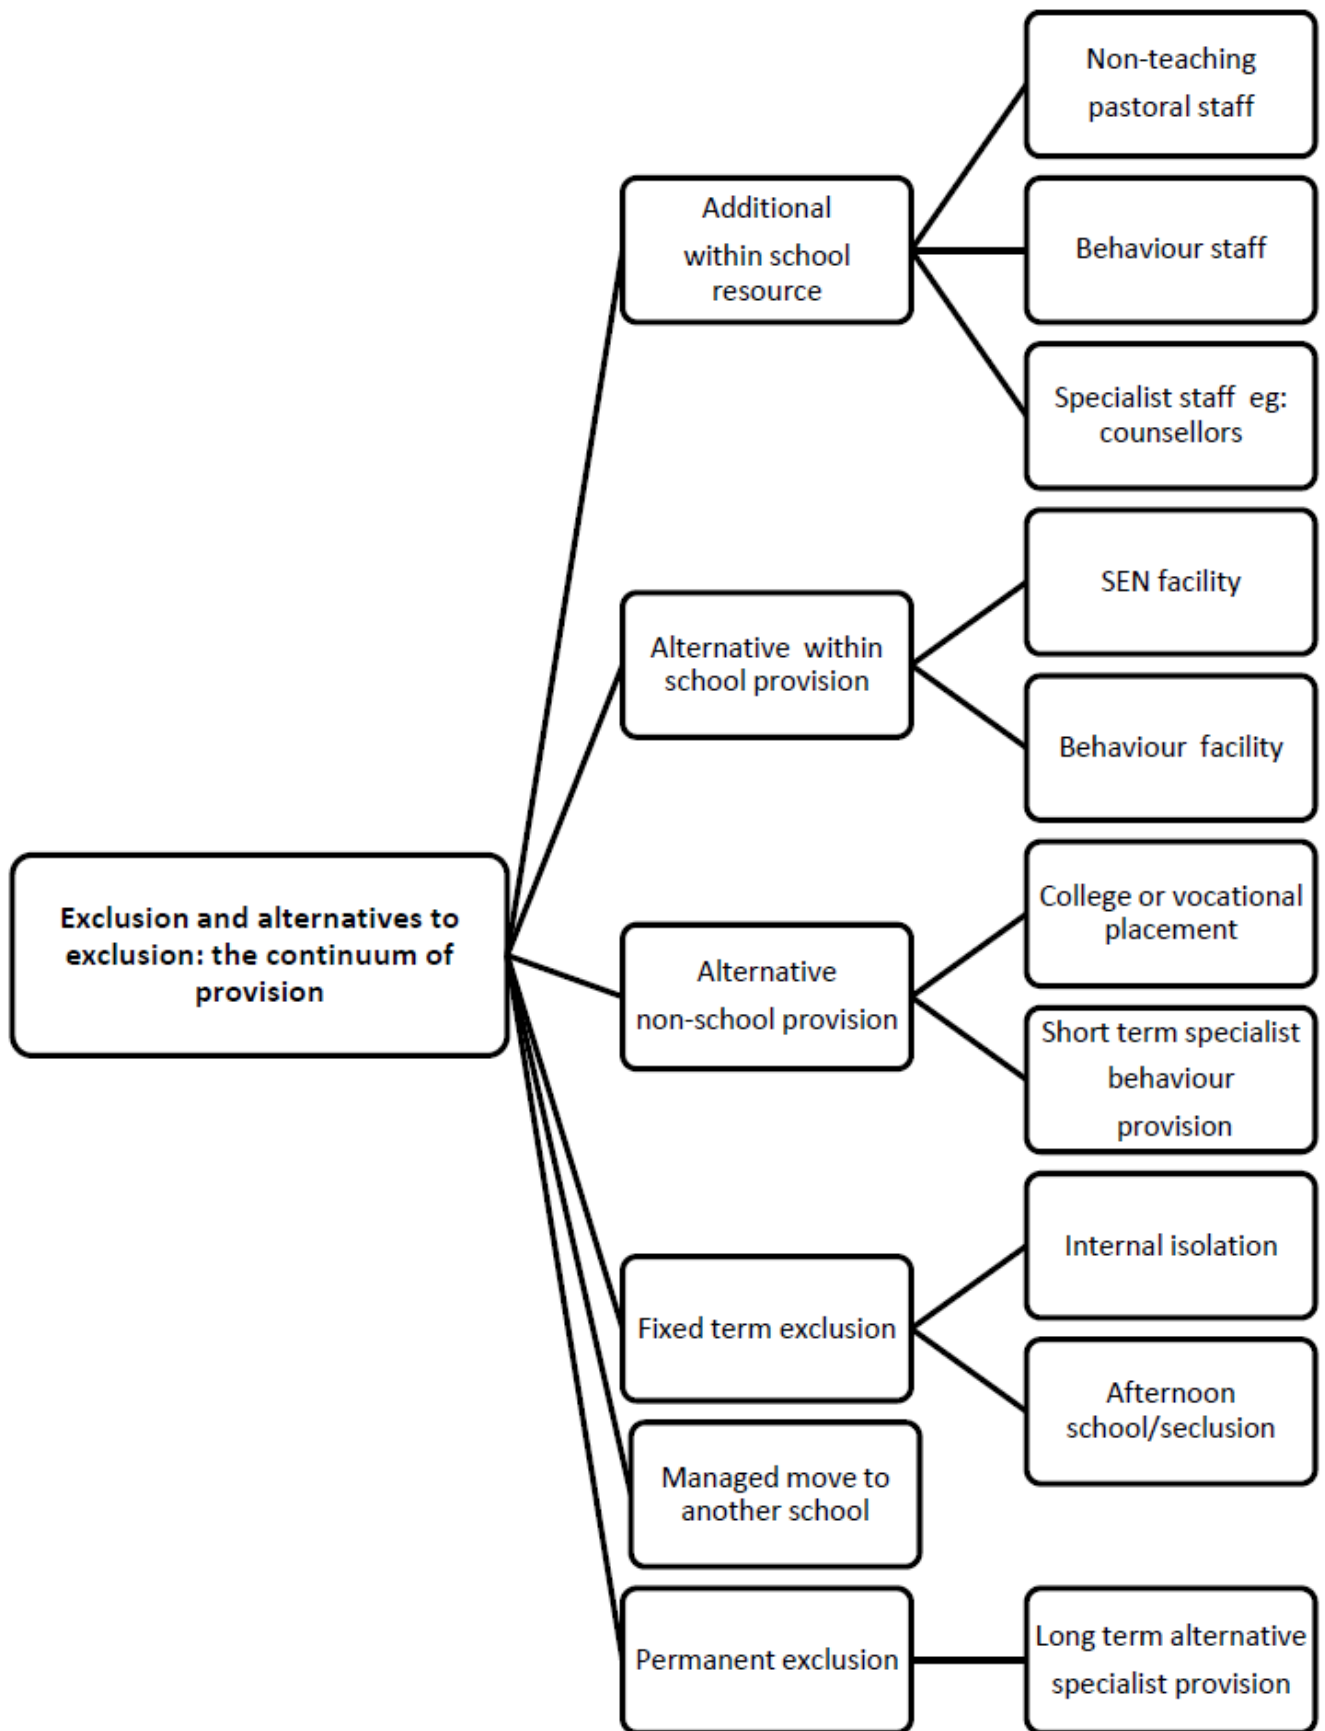 Non-teaching
pastoral staff
Additional
within school
resource
Behaviour staff
Specialist staff eg:
counsellors
SEN facility
Alternative within
school provision
Behaviour facility
Exclusion and alternatives to
exclusion: the continuum of
provision
College or vocational
placement
Alternative
non-school provision
Short term specialist
behaviour
provision
Internal isolation
Fixed term exclusion
Afternoon
school/seclusion
Managed move to
another school
Permanent exclusion
Long term alternative
specialist provision